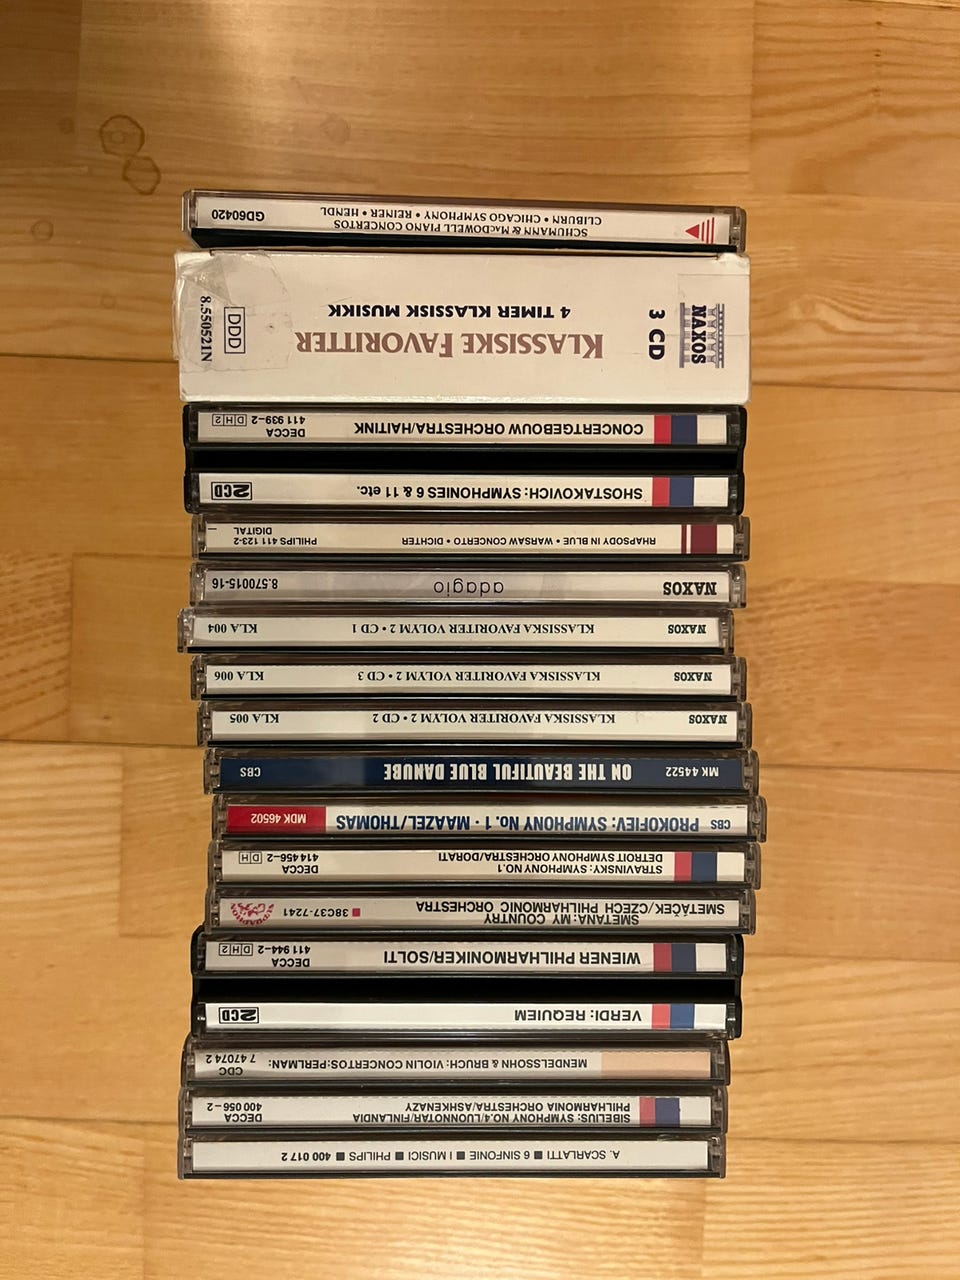 A. SCARLATTI ■ 6 SINFONIE ■ I MUSICI ■ PHILIPS ■ 400 017 2
SIBELIUS: SYMPHONY NO.4/LUONNOTAR/FINLANDIA DECCA
PHILHARMONIA ORCHESTRA/ASHKENAZY 400 056-2
MENDELSSOHN & BRUCH: VIOLIN CONCERTOS:PERLMAN: CDC
7 47074 2
VERDI: REQUIEM 2CD
WIENER PHILHARMONIKER/SOLTI DECCA
411 944-2 DH2
SMETANA: MY COUNTRY
SMETÁČEK/CZECH PHILHARMONIC ORCHESTRA ■ 38C37-7241
SUPRAPHON
STRAVINSKY: SYMPHONY NO.1 DECCA
DETROIT SYMPHONY ORCHESTRA/DORATI 414 456-2 DH
CBS PROKOFIEV: SYMPHONY No. 1 · MAAZEL/THOMAS MDK 46502
MK 44522 ON THE BEAUTIFUL BLUE DANUBE CBS
NAXOS KLASSISKA FAVORITER VOLYM 2 • CD 2 KLA 005
NAXOS KLASSISKA FAVORITER VOLYM 2 • CD 3 KLA 006
NAXOS KLASSISKA FAVORITER VOLYM 2 • CD 1 KLA 004
NAXOS adagio 8.570015-16
RHAPSODY IN BLUE • WARSAW CONCERTO • DICHTER PHILIPS 411 123-2
DIGITAL
SHOSTAKOVICH: SYMPHONIES 6 & 11 etc. 2CD
CONCERTGEBOUW ORCHESTRA/HAITINK DECCA
411 939-2 DH2
NAXOS
3 CD
KLASSISKE FAVORITTER
4 TIMER KLASSISK MUSIKK
DDD
8.550521N
SCHUMANN & MacDOWELL PIANO CONCERTOS
CLIBURN • CHICAGO SYMPHONY • REINER • HENDL GD60420